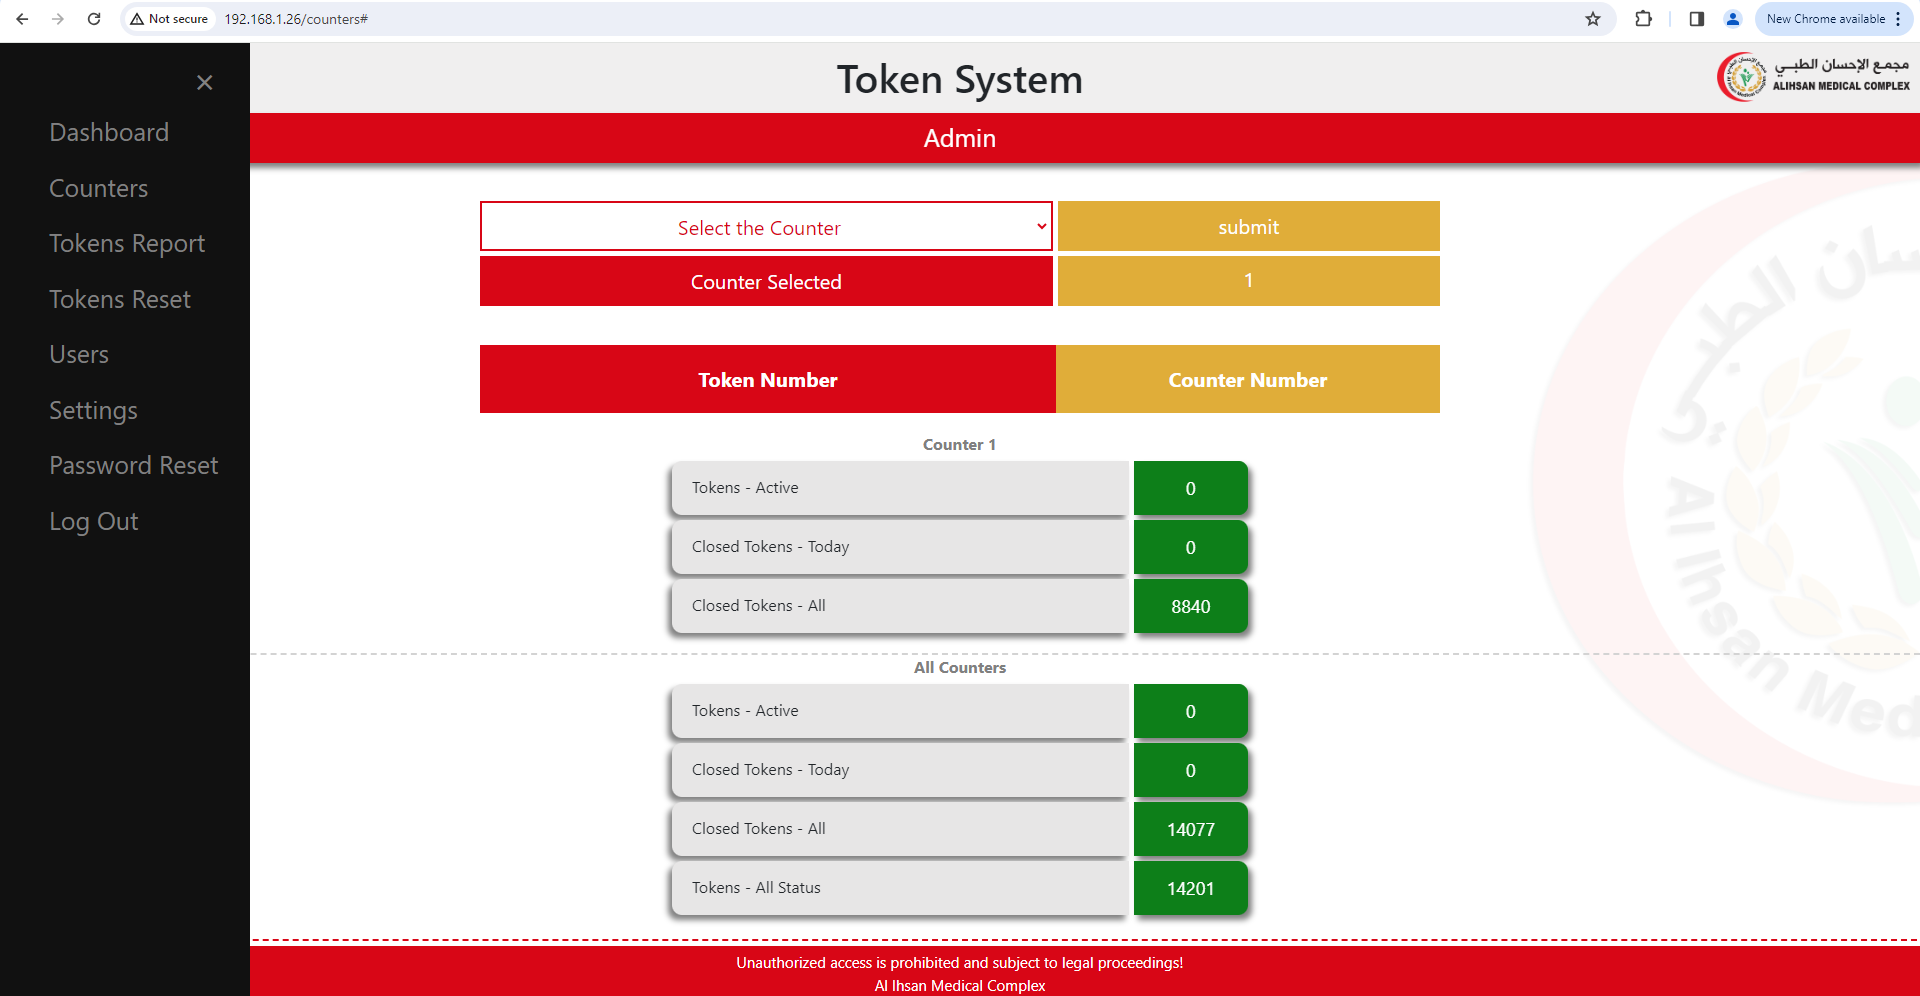 Not secure
192.168.1.26/counters#
New Chrome available
×
Dashboard
Counters
Tokens Report
Tokens Reset
Users
Settings
Password Reset
Log Out
Token System
مجمع الإحسان الطبي
ALIHSAN MEDICAL COMPLEX
Admin
Select the Counter
submit
Counter Selected
1
Token Number
Counter Number
Counter 1
Tokens - Active
0
Closed Tokens - Today
0
Closed Tokens - All
8840
All Counters
Tokens - Active
0
Closed Tokens - Today
0
Closed Tokens - All
14077
Tokens - All Status
14201
Al Ihsan Med
Unauthorized access is prohibited and subject to legal proceedings!
Al Ihsan Medical Complex